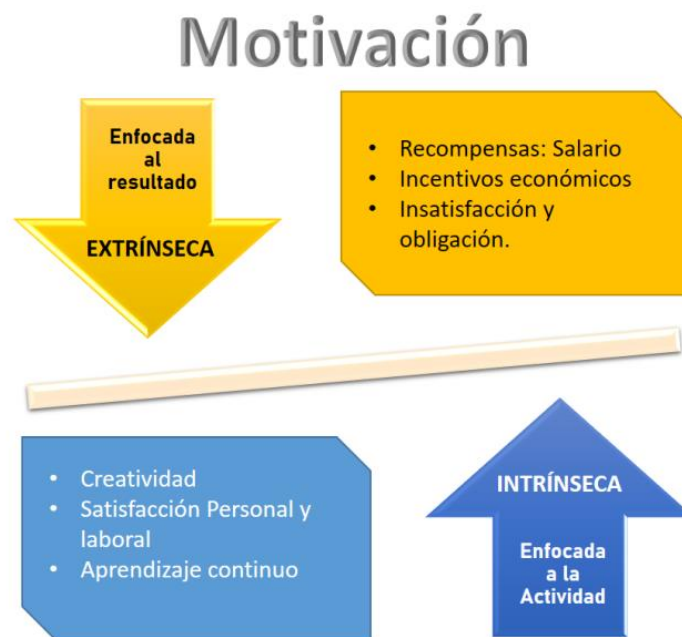 Motivación
Enfocada
al
resultado
EXTRÍNSECA
• Recompensas: Salario
• Incentivos económicos
• Insatisfacción y
obligación.
• Creatividad
• Satisfacción Personal y
laboral
• Aprendizaje continuo
INTRÍNSECA
Enfocada
a la
Actividad